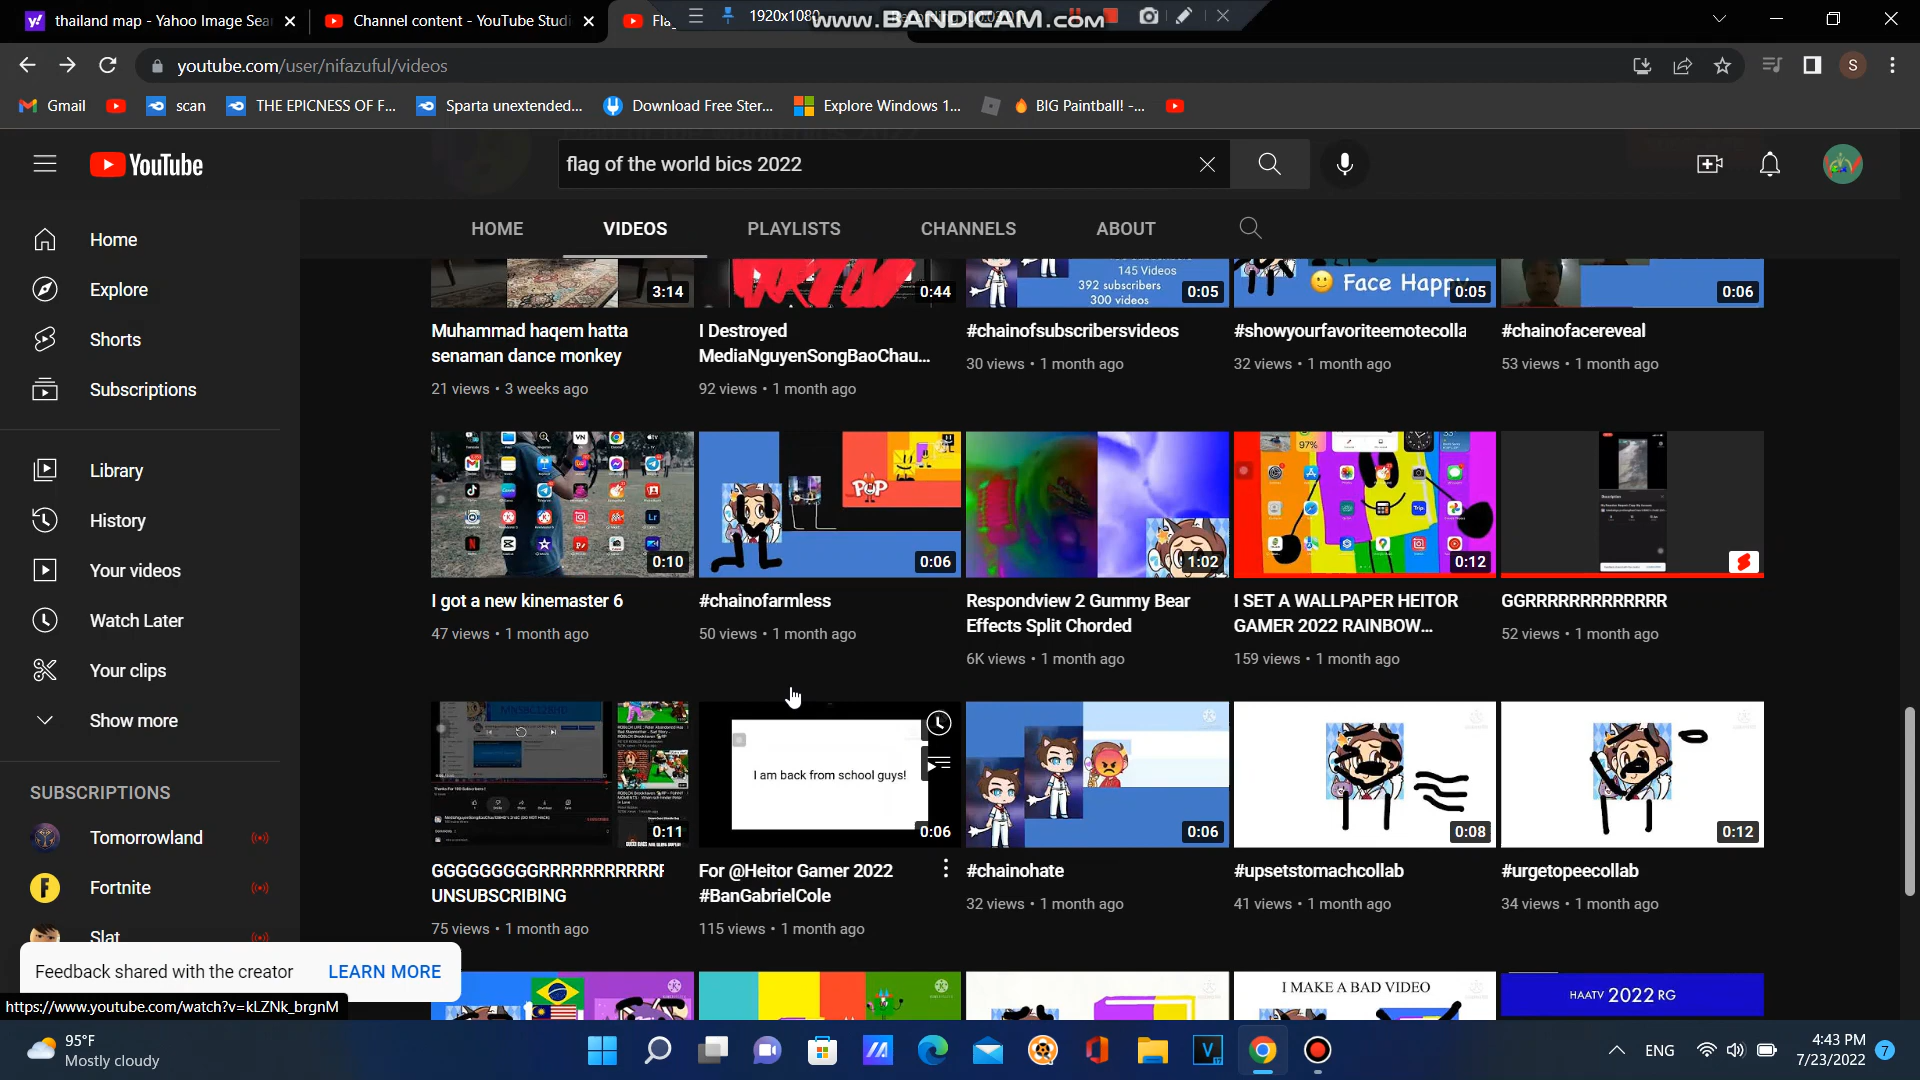 thailand map - Yahoo Image Sear
Channel content - YouTube Studi
Fla
1920x1080
www.BANDICAM.com
youtube.com/user/nifazuful/videos
S
Gmail
scan
THE EPICNESS OF F...
Sparta unextended...
Download Free Ster...
Explore Windows 1...
BIG Paintball! -...
YouTube
flag of the world bics 2022
Home
Explore
Shorts
Subscriptions
Library
History
Your videos
Watch Later
Your clips
Show more
SUBSCRIPTIONS
Tomorrowland
Fortnite
Slat
HOME
VIDEOS
PLAYLISTS
CHANNELS
ABOUT
3:14
0:44
145 Videos
392 subscribers
300 videos
0:05
Face Happy
0:05
0:06
Muhammad haqem hatta
senaman dance monkey
21 views • 3 weeks ago
I Destroyed
MediaNguyenSongBaoChau...
92 views • 1 month ago
#chainofsubscribersvideos
30 views • 1 month ago
#showyourfavoriteemotecolla
32 views • 1 month ago
#chainofacereveal
53 views • 1 month ago
0:10
POP
0:06
1:02
97%
0:12
I got a new kinemaster 6
47 views • 1 month ago
#chainofarmless
50 views • 1 month ago
Respondview 2 Gummy Bear
Effects Split Chorded
6K views • 1 month ago
I SET A WALLPAPER HEITOR
GAMER 2022 RAINBOW...
159 views • 1 month ago
GGRRRRRRRRRRRR
52 views • 1 month ago
0:11
I am back from school guys!
0:06
0:06
0:08
0:12
GGGGGGGGGRRRRRRRRRRF
UNSUBSCRIBING
75 views • 1 month ago
For @Heitor Gamer 2022
#BanGabrielCole
115 views • 1 month ago
#chainohate
32 views • 1 month ago
#upsetstomachcollab
41 views • 1 month ago
#urgetopeecollab
34 views • 1 month ago
I MAKE A BAD VIDEO
HAATV 2022 RG
Feedback shared with the creator
LEARN MORE
https://www.youtube.com/watch?v=kLZNk_brgnM
95°F
Mostly cloudy
ENG
4:43 PM
7/23/2022
7